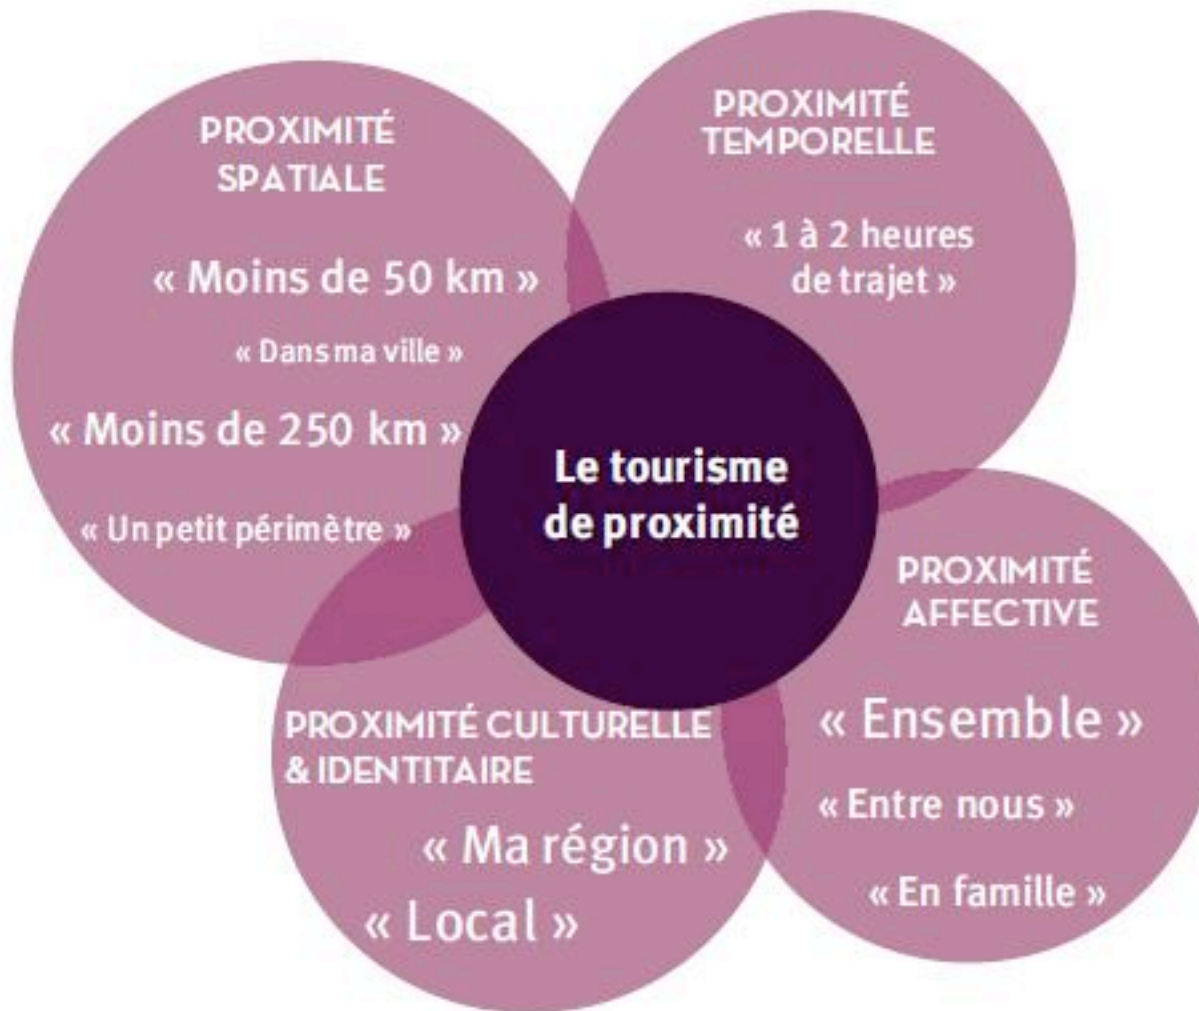 PROXIMITÉ
SPATIALE
« Moins de 50 km »
« Dans ma ville »
« Moins de 250 km »
« Un petit périmètre »
PROXIMITÉ
TEMPORELLE
« 1 à 2 heures
de trajet »
Le tourisme
de proximité
PROXIMITÉ CULTURELLE
& IDENTITAIRE
« Ma région »
« Local »
PROXIMITÉ
AFFECTIVE
« Ensemble »
« Entre nous »
« En famille »